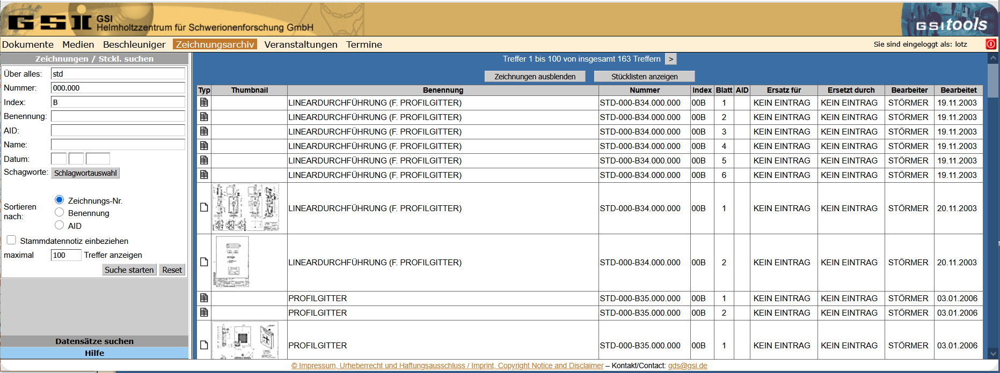 GSI
GSI
Helmholtzzentrum für Schwerionenforschung GmbH
GSItools
Dokumente Medien Beschleuniger Zeichnungsarchiv Veranstaltungen Termine
Sie sind eingeloggt als: lotz
Zeichnungen / Stckl. suchen
Über alles: std
Nummer: 000.000
Index: B
Benennung:
AID:
Name:
Datum:
Schagworte: Schlagwortauswahl
Sortieren nach:
Zeichnungs-Nr.
Benennung
AID
Stammdatennotiz einbeziehen
maximal 100 Treffer anzeigen
Suche starten Reset
Datensätze suchen
Hilfe
Treffer 1 bis 100 von insgesamt 163 Treffern >
Zeichnungen ausblenden Stücklisten anzeigen
Typ Thumbnail Benennung Nummer Index Blatt AID Ersatz für Ersetzt durch Bearbeiter Bearbeitet
LINEARDURCHFÜHRUNG (F. PROFILGITTER) STD-000-B34.000.000 00B 1 KEIN EINTRAG KEIN EINTRAG STÖRMER 19.11.2003
LINEARDURCHFÜHRUNG (F. PROFILGITTER) STD-000-B34.000.000 00B 2 KEIN EINTRAG KEIN EINTRAG STÖRMER 19.11.2003
LINEARDURCHFÜHRUNG (F. PROFILGITTER) STD-000-B34.000.000 00B 3 KEIN EINTRAG KEIN EINTRAG STÖRMER 19.11.2003
LINEARDURCHFÜHRUNG (F. PROFILGITTER) STD-000-B34.000.000 00B 4 KEIN EINTRAG KEIN EINTRAG STÖRMER 19.11.2003
LINEARDURCHFÜHRUNG (F. PROFILGITTER) STD-000-B34.000.000 00B 5 KEIN EINTRAG KEIN EINTRAG STÖRMER 19.11.2003
LINEARDURCHFÜHRUNG (F. PROFILGITTER) STD-000-B34.000.000 00B 6 KEIN EINTRAG KEIN EINTRAG STÖRMER 19.11.2003
LINEARDURCHFÜHRUNG (F. PROFILGITTER) STD-000-B34.000.000 00B 1 KEIN EINTRAG KEIN EINTRAG STÖRMER 20.11.2003
LINEARDURCHFÜHRUNG (F. PROFILGITTER) STD-000-B34.000.000 00B 2 KEIN EINTRAG KEIN EINTRAG STÖRMER 20.11.2003
PROFILGITTER STD-000-B35.000.000 00B 1 KEIN EINTRAG KEIN EINTRAG STÖRMER 03.01.2006
PROFILGITTER STD-000-B35.000.000 00B 2 KEIN EINTRAG KEIN EINTRAG STÖRMER 03.01.2006
PROFILGITTER STD-000-B35.000.000 00B 1 KEIN EINTRAG KEIN EINTRAG STÖRMER 03.01.2006
© Impressum, Urheberrecht und Haftungsausschluss / Imprint, Copyright Notice and Disclaimer – Kontakt/Contact: gds@gsi.de